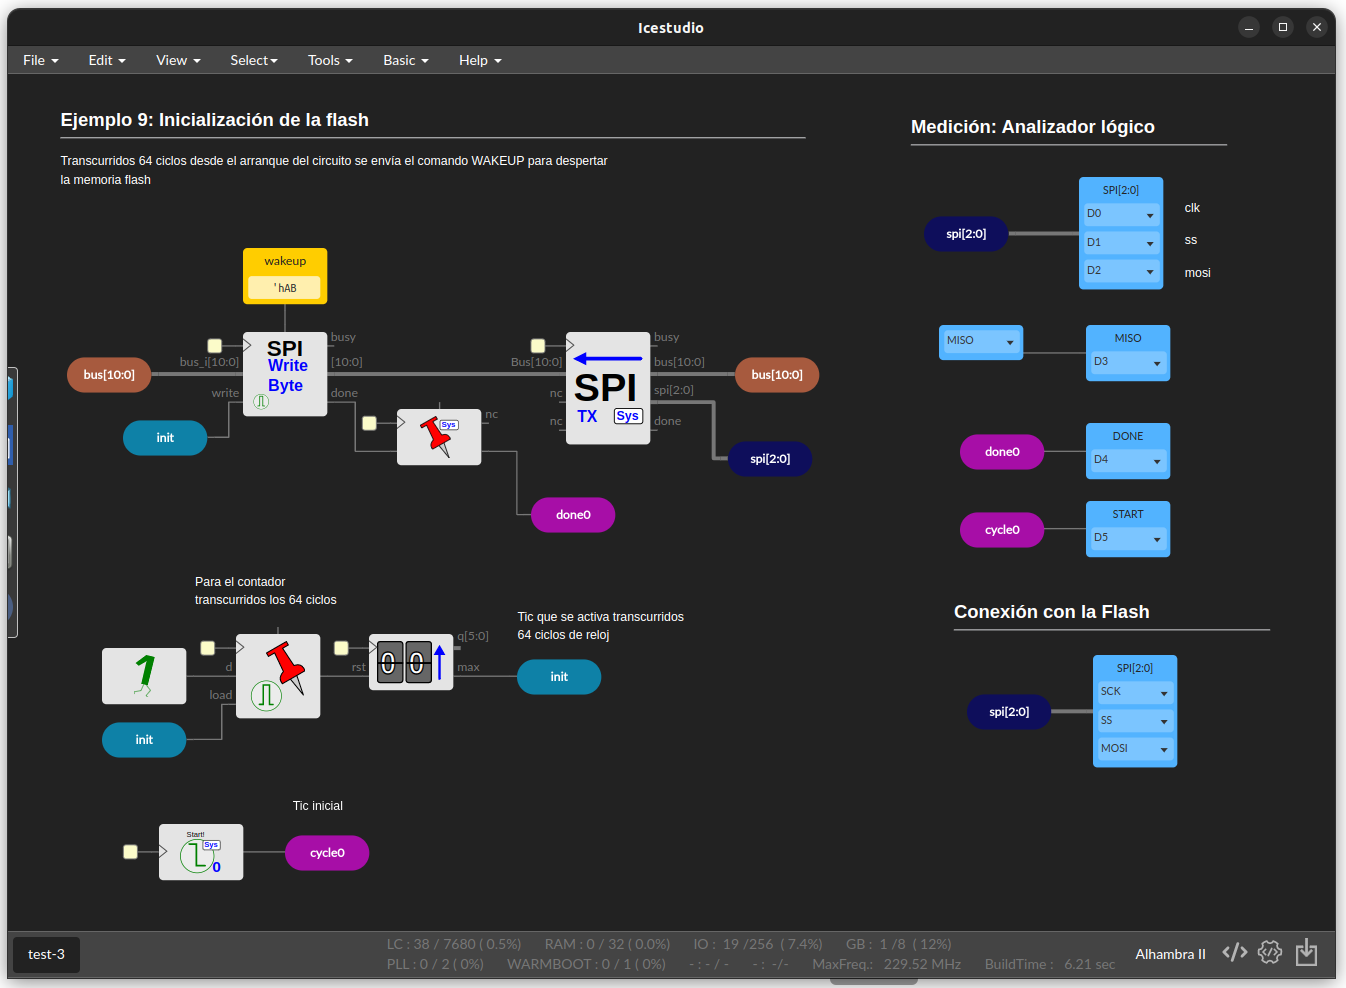 Icestudio
File Edit View Select Tools Basic Help
Ejemplo 9: Inicialización de la flash
Transcurridos 64 ciclos desde el arranque del circuito se envía el comando WAKEUP para despertar
la memoria flash
wakeup
'hAB
bus[10:0]
bus_i[10:0]
write
init
SPI
Write
Byte
busy
[10:0]
done
Sys
nc
done0
Bus[10:0]
nc
nc
SPI
TX Sys
busy
bus[10:0]
spi[2:0]
done
bus[10:0]
spi[2:0]
Para el contador
transcurridos los 64 ciclos
1
d
load
init
rst
00
q[5:0]
max
Tic que se activa transcurridos
64 ciclos de reloj
init
Tic inicial
Start!
Sys
0
cycle0
Medición: Analizador lógico
spi[2:0]
SPI[2:0]
D0
D1
D2
clk
ss
mosi
MISO
MISO
D3
done0
DONE
D4
cycle0
START
D5
Conexión con la Flash
spi[2:0]
SPI[2:0]
SCK
SS
MOSI
test-3
LC : 38 / 7680 ( 0.5%) RAM : 0 / 32 ( 0.0%) IO : 19 /256 ( 7.4%) GB : 1 /8 ( 12%)
PLL : 0 / 2 ( 0%) WARMBOOT : 0 / 1 ( 0%) - : - / - - : -/- MaxFreq.: 229.52 MHz BuildTime : 6.21 sec
Alhambra II